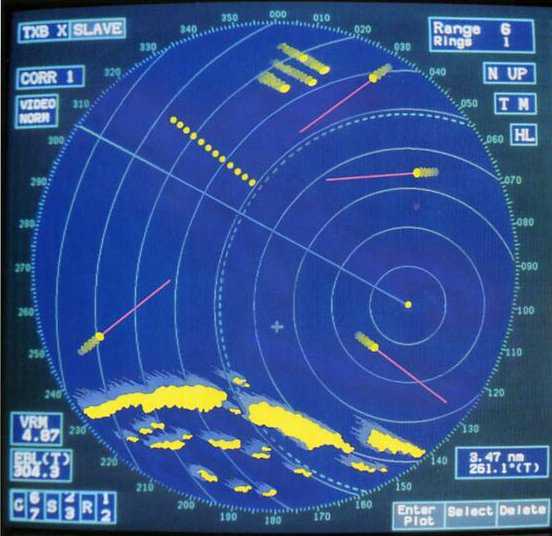 TXB X SLAVE
CORR 1
VIDEO
NORM
Range 6
Rings 1
N UP
T M
HL
350 000 010
340 020
330 030
320 040
310 050
300 060
290 070
280 080
270 090
260 100
250 110
240 120
230 130
220 140
210 150
200 160
190 180 170
VRM
4.87
EBL(T)
304.3
G 6 7 S 2 3 R 1 2
3.47 nm
261.1°(T)
Enter Plot Select Delete